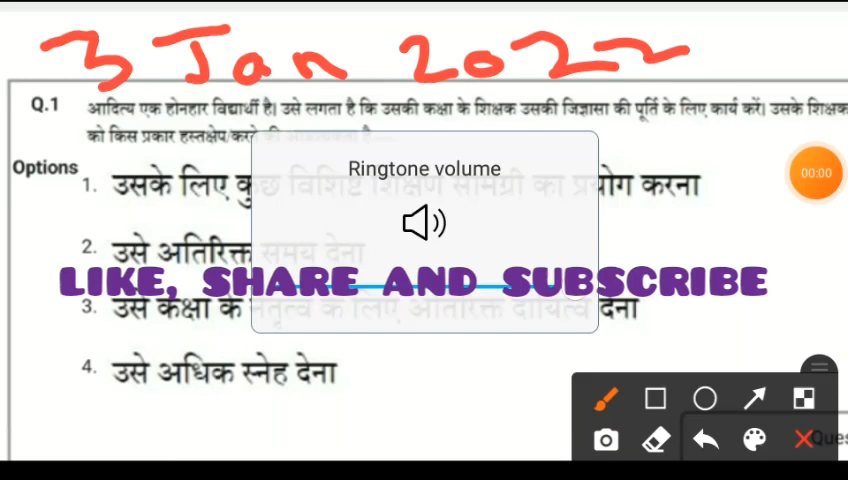 3 Jan 2022
Q.1 आदित्य एक होनहार विद्यार्थी है। उसे लगता है कि उसकी कक्षा के शिक्षक उसकी जिज्ञासा की पूर्ति के लिए कार्य करें। उसके शिक्षक
को किस प्रकार हस्तक्षेप/करने की आवश्यकता है
Ringtone volume
Options 1. उसके लिए कुछ विशिष्ट शिक्षण सामग्री का प्रयोग करना
00:00
2. उसे अतिरिक्त समय देना
LIKE, SHARE AND SUBSCRIBE
3. उसे कक्षा के नेतृत्व के लिए अतिरिक्त दायित्व देना
4. उसे अधिक स्नेह देना